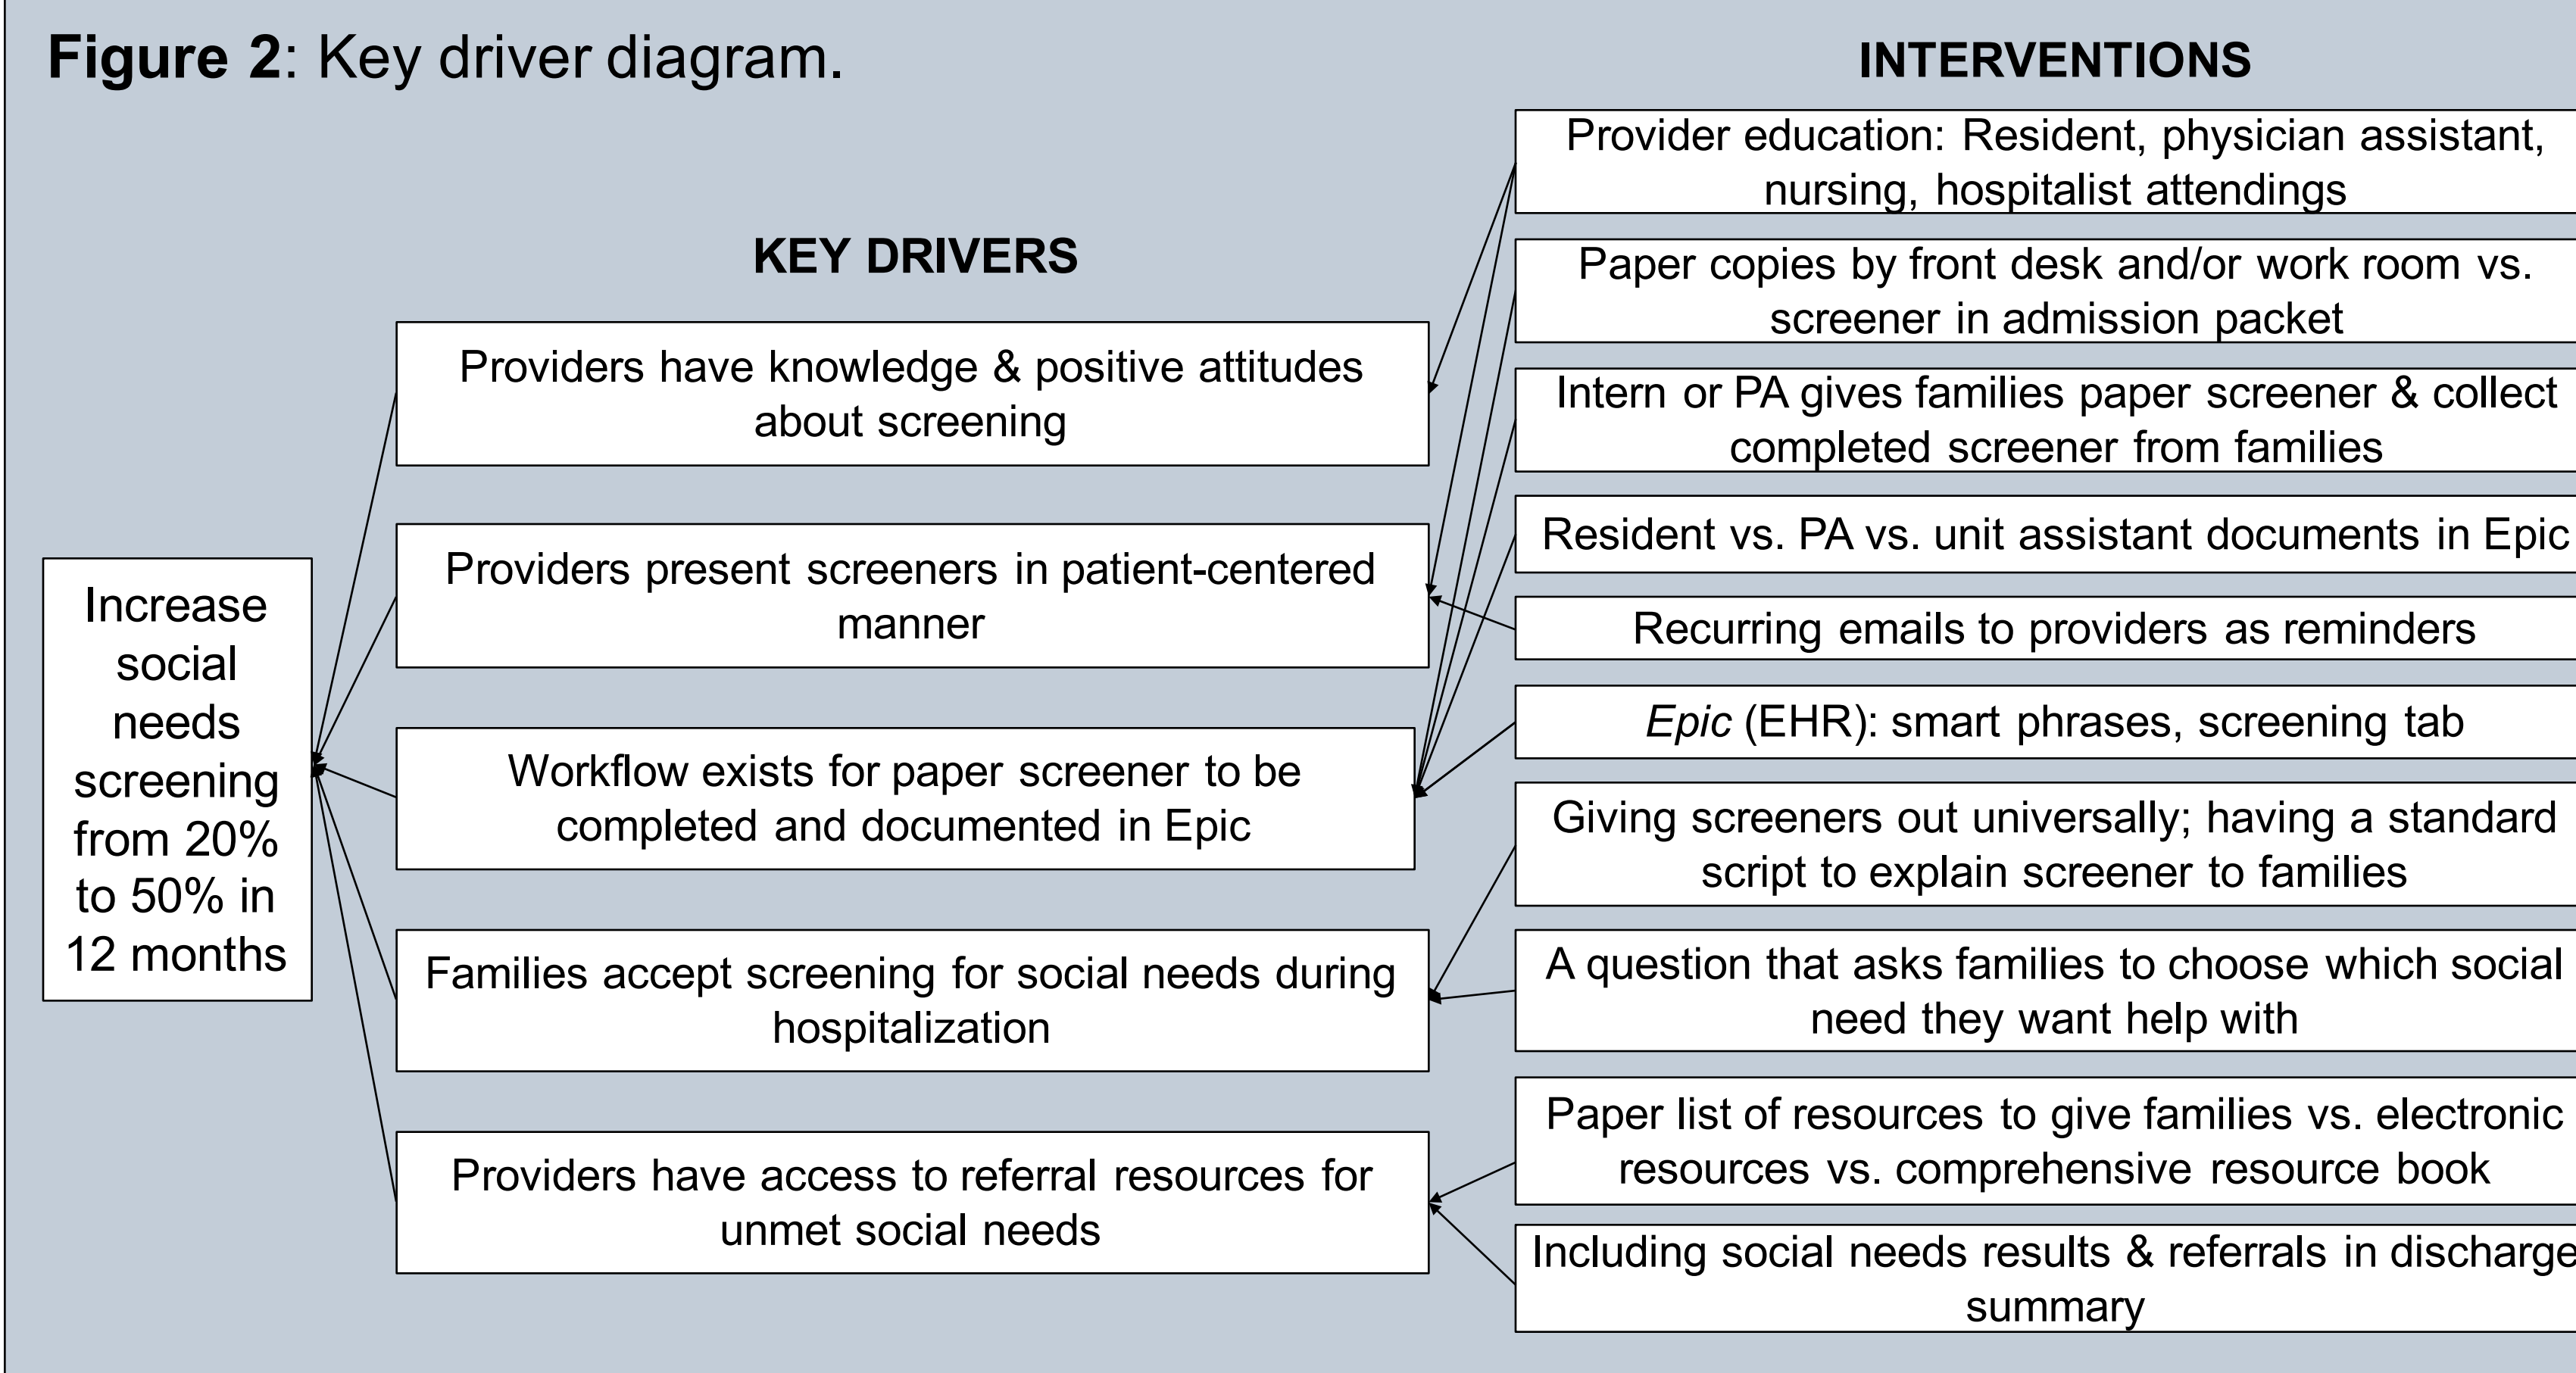 Figure 2: Key driver diagram.
INTERVENTIONS
KEY DRIVERS
Increase
social
needs
screening
from 20%
to 50% in
12 months
Providers have knowledge & positive attitudes
about screening
Providers present screeners in patient-centered
manner
Workflow exists for paper screener to be
completed and documented in Epic
Families accept screening for social needs during
hospitalization
Providers have access to referral resources for
unmet social needs
Provider education: Resident, physician assistant,
nursing, hospitalist attendings
Paper copies by front desk and/or work room vs.
screener in admission packet
Intern or PA gives families paper screener & collect
completed screener from families
Resident vs. PA vs. unit assistant documents in Epic
Recurring emails to providers as reminders
Epic (EHR): smart phrases, screening tab
Giving screeners out universally; having a standard
script to explain screener to families
A question that asks families to choose which social
need they want help with
Paper list of resources to give families vs. electronic
resources vs. comprehensive resource book
Including social needs results & referrals in discharge
summary